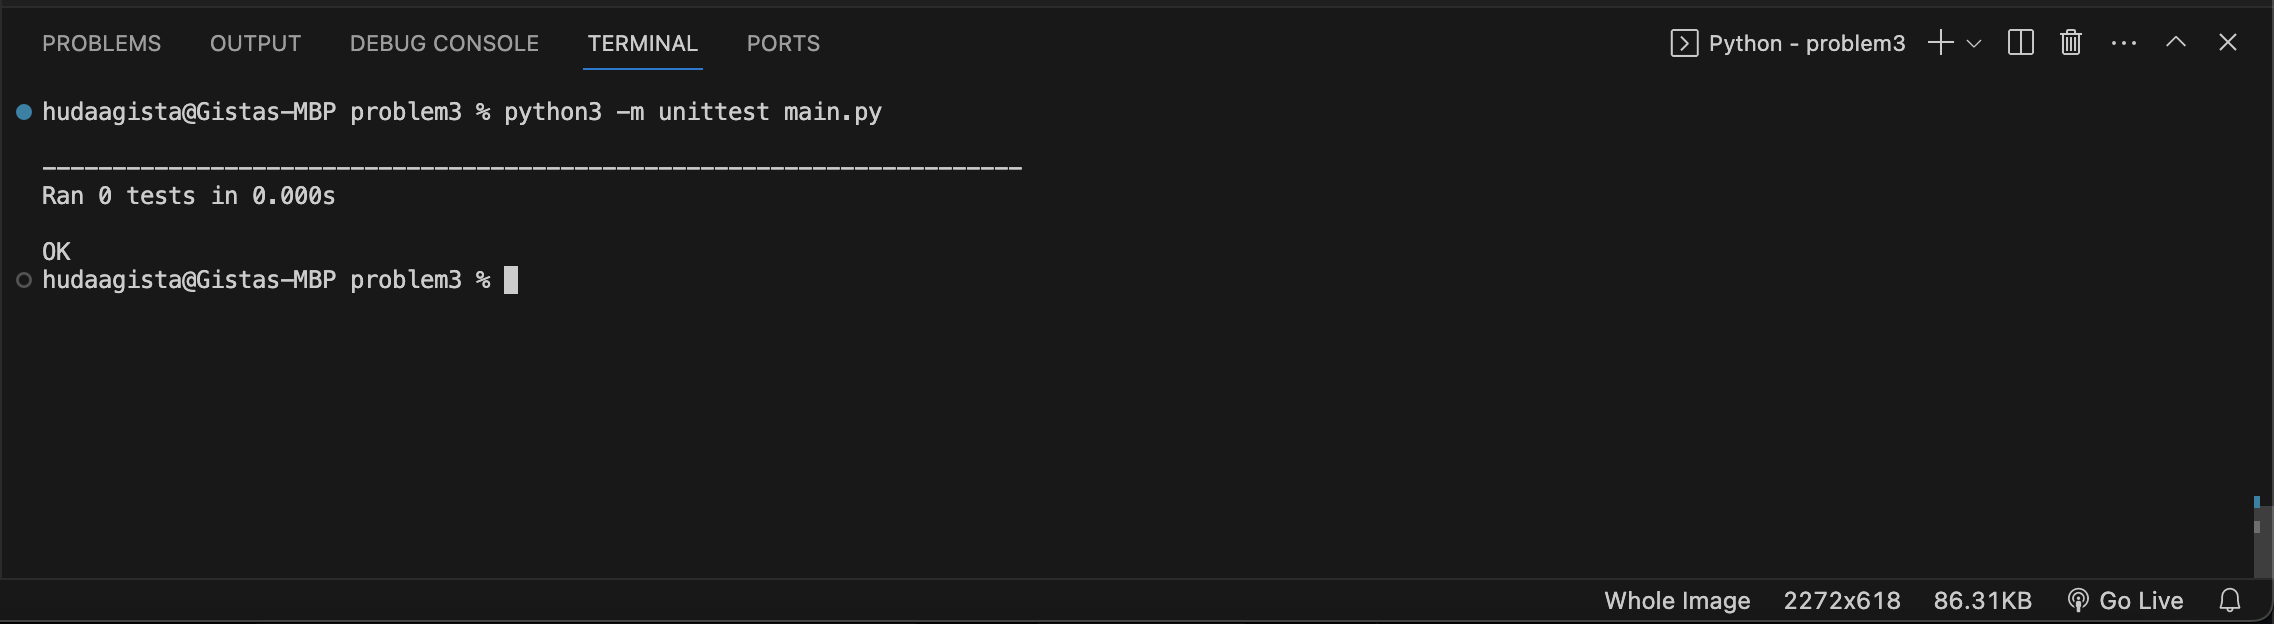 PROBLEMS OUTPUT DEBUG CONSOLE TERMINAL PORTS Python - problem3
hudaagista@Gistas-MBP problem3 % python3 -m unittest main.py
----------------------------------------------------------------------
Ran 0 tests in 0.000s
OK
hudaagista@Gistas-MBP problem3 %
Whole Image 2272x618 86.31KB Go Live